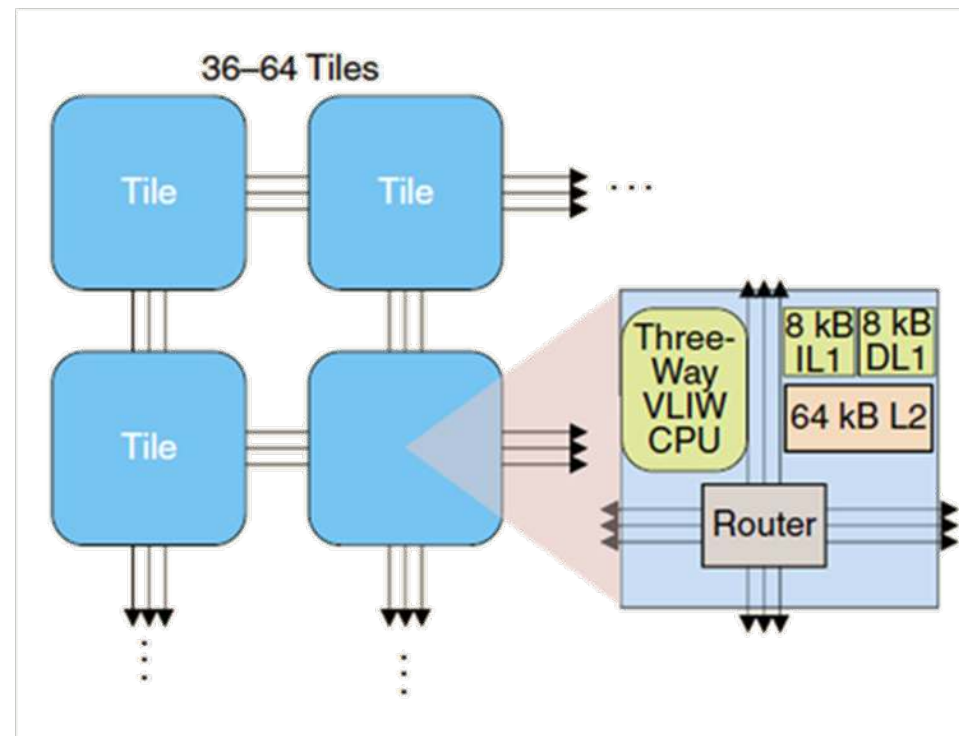 36–64 Tiles
Tile
Tile
...
Tile
Three-
Way
VLIW
CPU
8 kB
IL1
8 kB
DL1
64 kB L2
Router